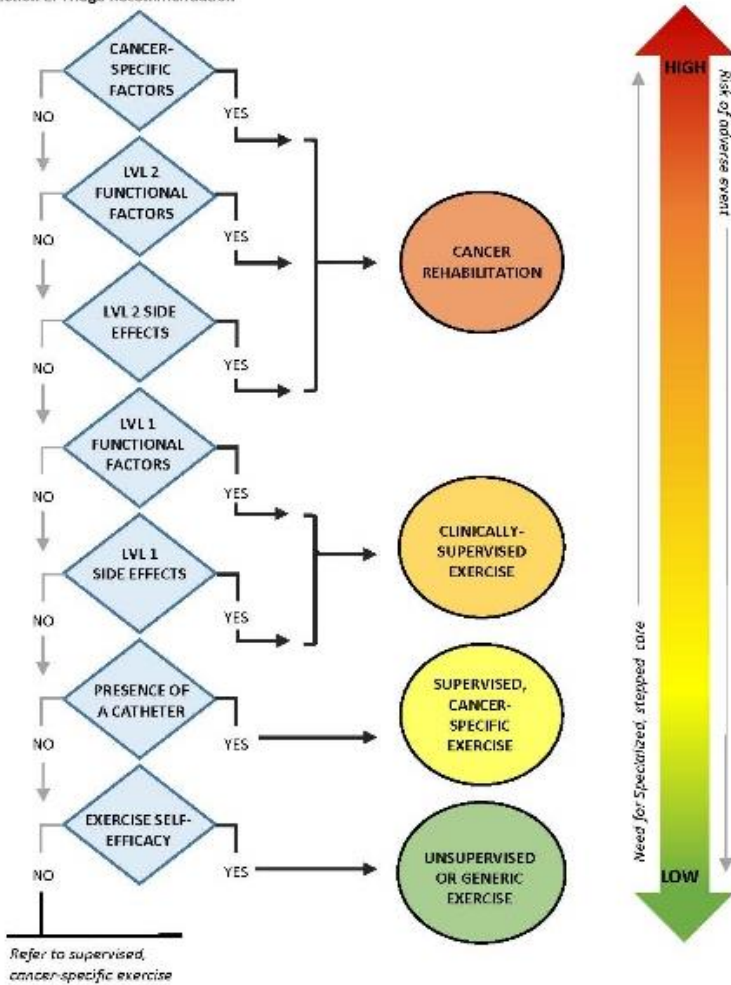 CANCER-
SPECIFIC
FACTORS
NO
YES
LVL 2
FUNCTIONAL
FACTORS
NO
YES
CANCER
REHABILITATION
LVL 2 SIDE
EFFECTS
NO
YES
LVL 1
FUNCTIONAL
FACTORS
NO
YES
CLINICALLY-
SUPERVISED
EXERCISE
LVL 1
SIDE EFFECTS
NO
YES
PRESENCE OF
A CATHETER
NO
YES
SUPERVISED,
CANCER-
SPECIFIC
EXERCISE
EXERCISE SELF-
EFFICACY
NO
YES
UNSUPERVISED
OR GENERIC
EXERCISE
Refer to supervised,
cancer-specific exercise
HIGH
Risk of adverse event
Need for Specialized, stepped care
LOW